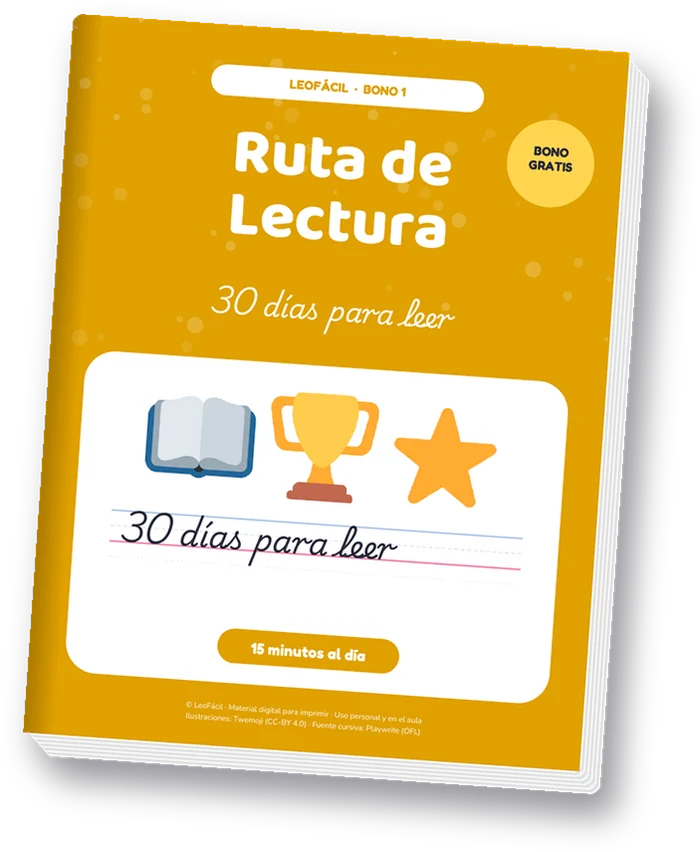 LEOFÁCIL · BONO 1
BONO
GRATIS
Ruta de
Lectura
30 días para leer
30 días para leer
15 minutos al día
© LeoFácil · Material digital para imprimir · Uso personal y en el aula
Ilustraciones: Twemoji (CC-BY 4.0) · Fuente cursiva: Playwrite (OFL)